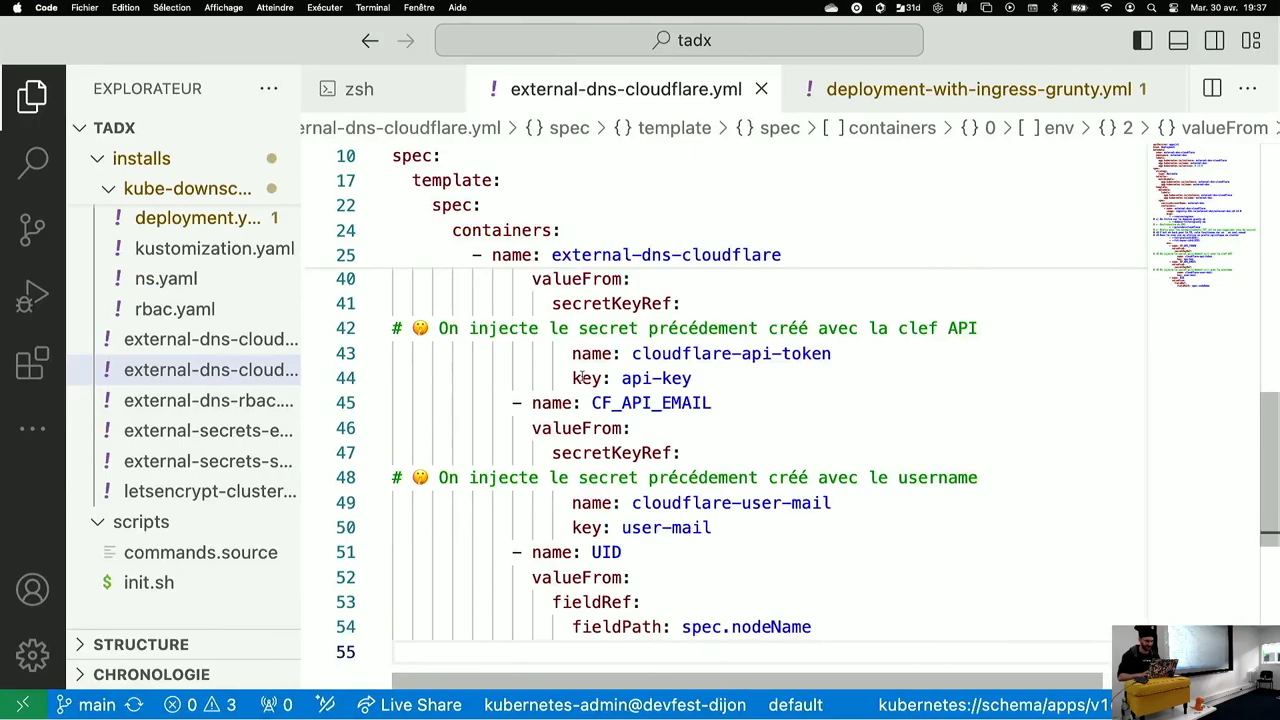 Code Fichier Edition Sélection Affichage Atteindre Exécuter Terminal Fenêtre Aide 31d Mar. 30 avr. 19:37
tadx
EXPLORATEUR
zsh
external-dns-cloudflare.yml
deployment-with-ingress-grunty.yml 1
ernal-dns-cloudflare.yml > {} spec > {} template > {} spec > [ ] containers > {} 0 > [ ] env > {} 2 > {} valueFrom >
TADX
installs
kube-downsc...
deployment.y... 1
kustomization.yaml
ns.yaml
rbac.yaml
external-dns-cloud...
external-dns-cloud...
external-dns-rbac....
external-secrets-e...
external-secrets-s...
letsencrypt-cluster...
scripts
commands.source
$ init.sh
STRUCTURE
CHRONOLOGIE
10 spec:
17 template:
22 spec:
24 containers:
25 - name: external-dns-cloudflare
40 valueFrom:
41 secretKeyRef:
42 # 🤫 On injecte le secret précédement créé avec la clef API
43 name: cloudflare-api-token
44 key: api-key
45 - name: CF_API_EMAIL
46 valueFrom:
47 secretKeyRef:
48 # 🤫 On injecte le secret précédement créé avec le username
49 name: cloudflare-user-mail
50 key: user-mail
51 - name: UID
52 valueFrom:
53 fieldRef:
54 fieldPath: spec.nodeName
55
main 0 3 0 Live Share kubernetes-admin@devfest-dijon default kubernetes://schema/apps/v1